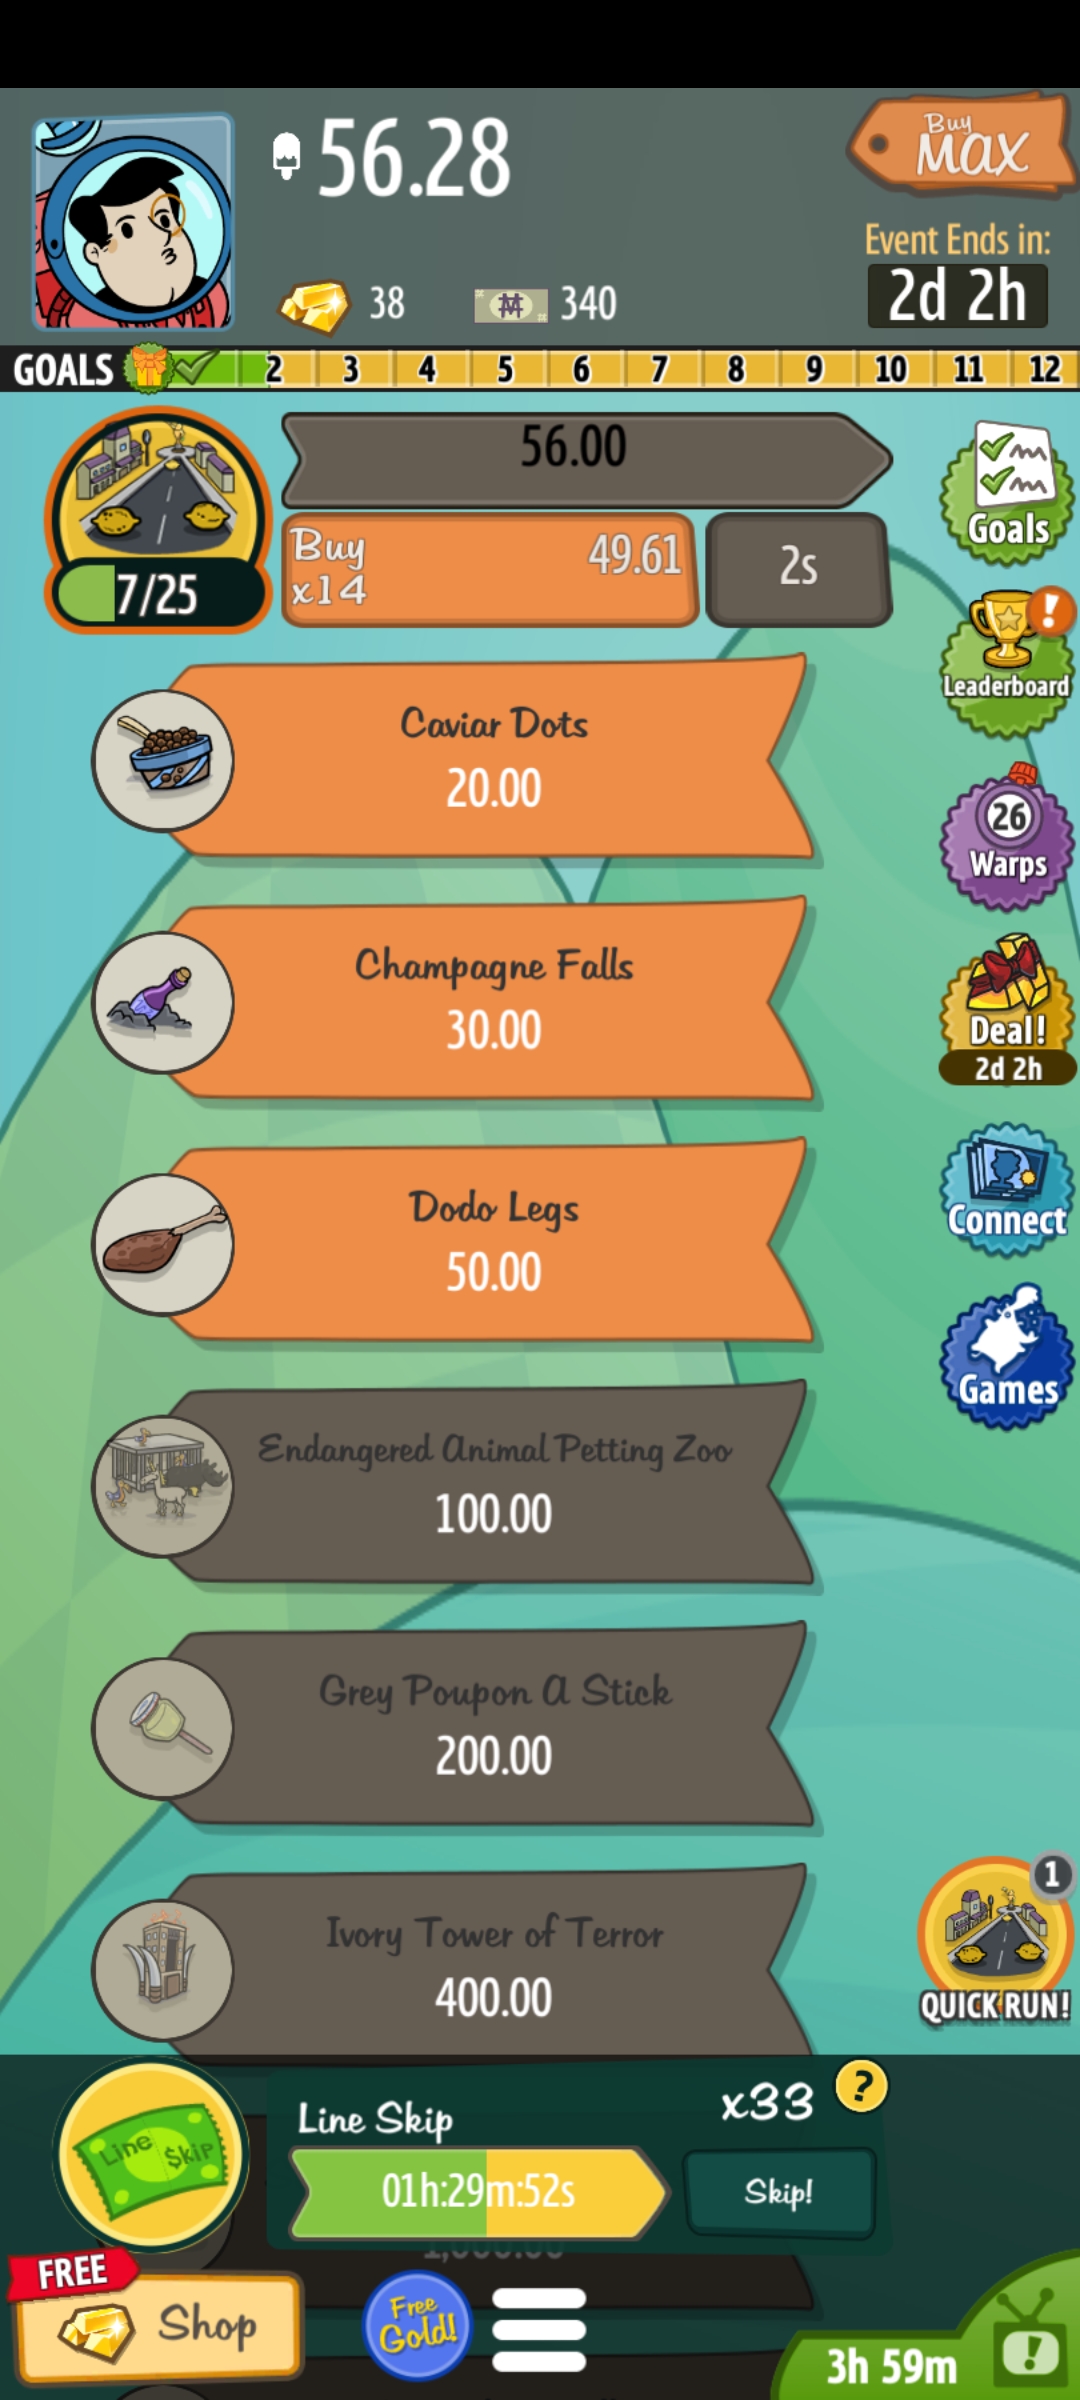 56.28
Buy
MAX
Event Ends in:
2d 2h
38
340
GOALS 2 3 4 5 6 7 8 9 10 11 12
56.00
7/25
Buy
x14
49.61
2s
Goals
Leaderboard
!
Caviar Dots
20.00
26
Warps
Champagne Falls
30.00
Deal!
2d 2h
Dodo Legs
50.00
Connect
Games
Endangered Animal Petting Zoo
100.00
Grey Poupon A Stick
200.00
Ivory Tower of Terror
400.00
1
QUICK RUN!
Line $kip
Line Skip
x33
?
01h:29m:52s
Skip!
FREE
Shop
Free
Gold!
3h 59m
!